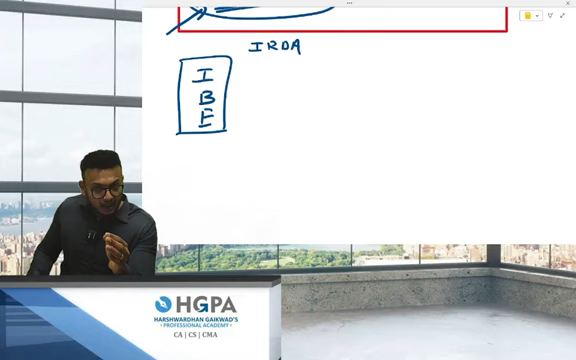 IRDA
I
B
E
HGPA
HARSHWARDHAN GAIKWAD'S
PROFESSIONAL ACADEMY
CA | CS | CMA